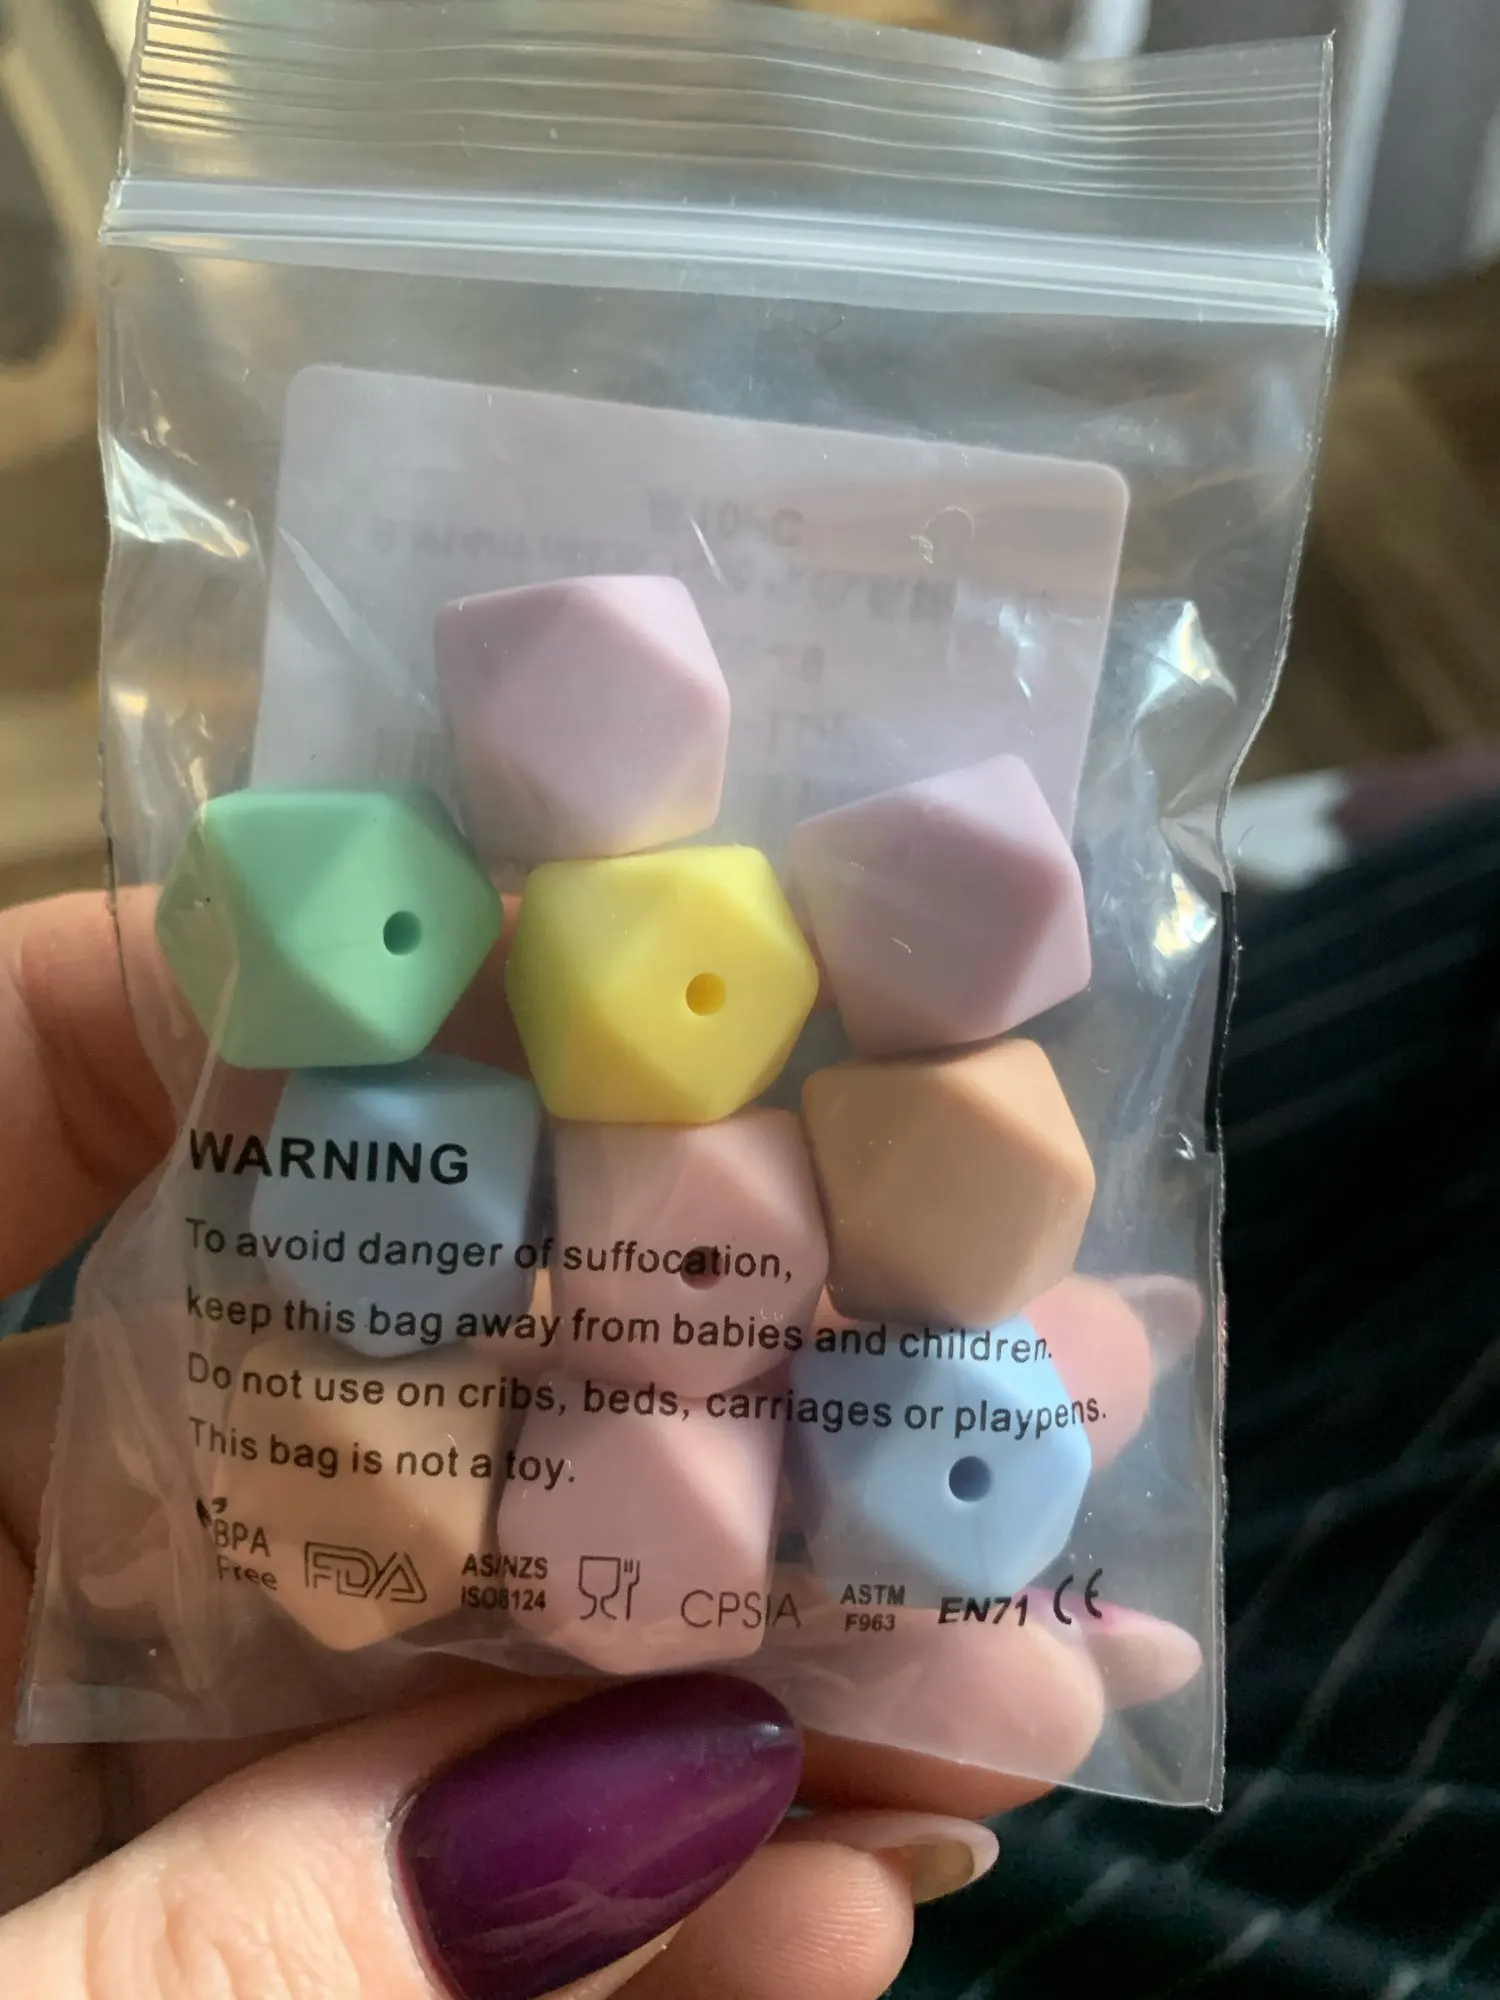 WARNING
To avoid danger of suffocation,
keep this bag away from babies and children.
Do not use on cribs, beds, carriages or playpens.
This bag is not a toy.
BPA
Free
FDA
AS/NZS
ISO8124
CPSIA
ASTM
F963
EN71
CE